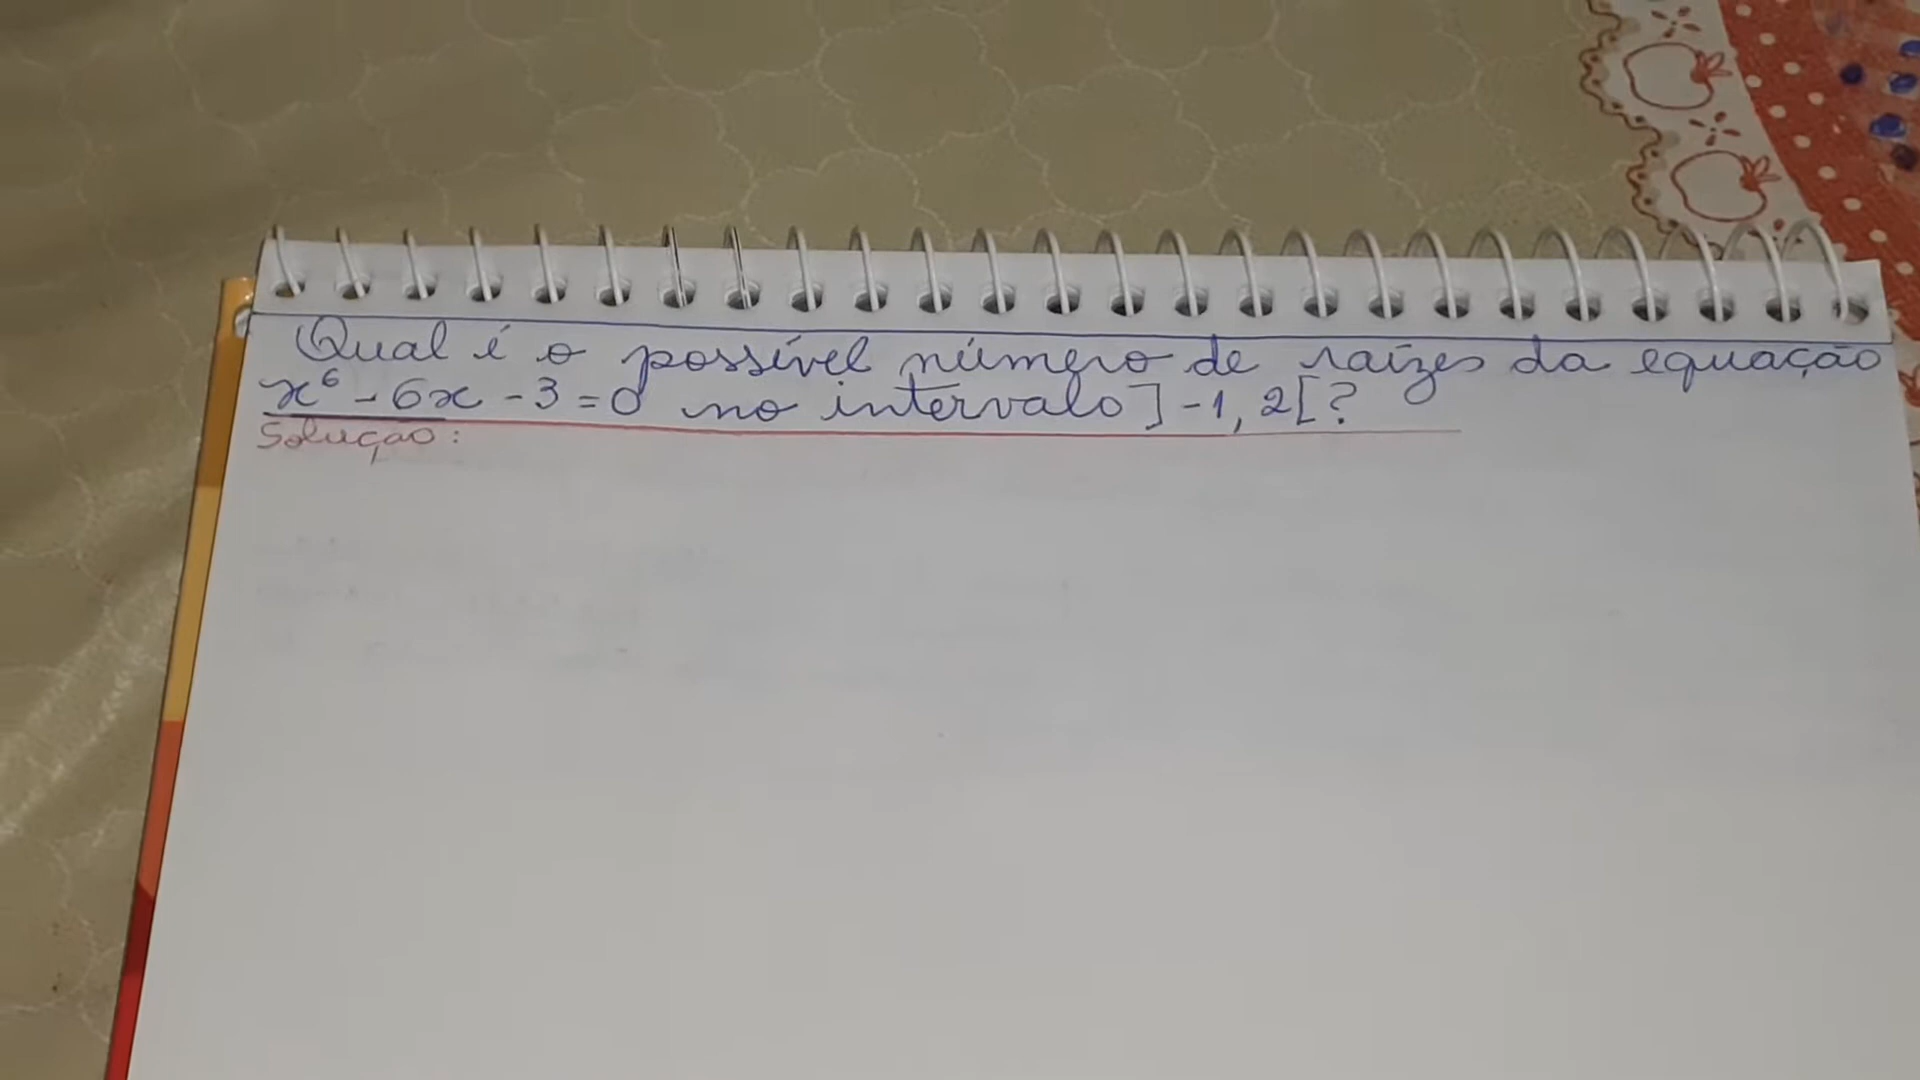 Qual é o possível número de raízes da equação
x⁶ - 6x - 3 = 0 no intervalo ]-1, 2[?
Solução: